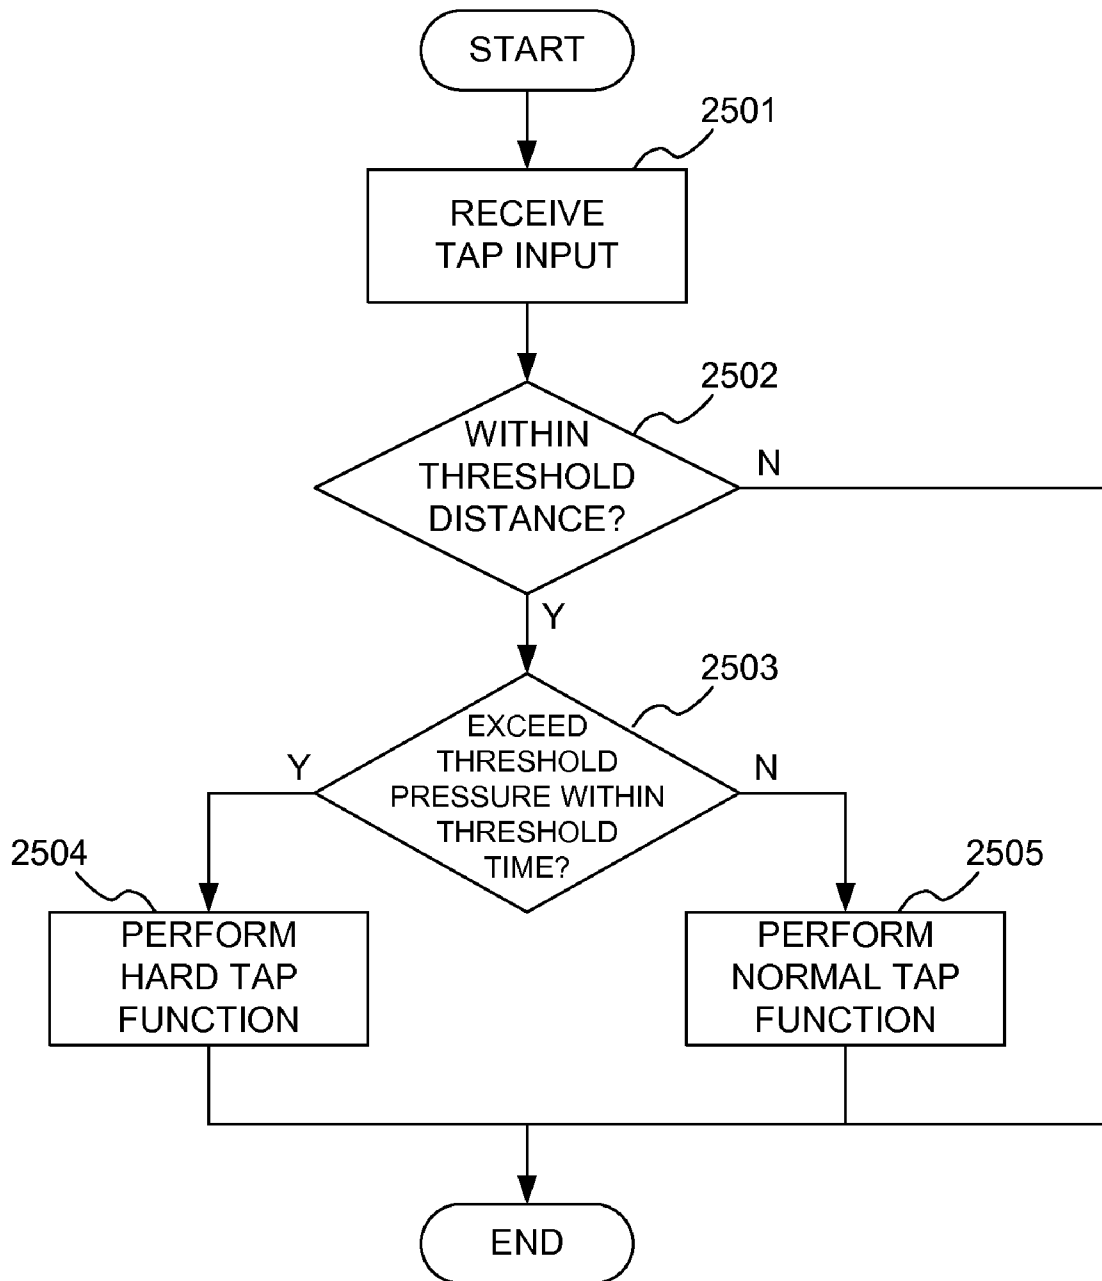 START
2501
RECEIVE
TAP INPUT
2502
WITHIN
THRESHOLD
DISTANCE?
N
Y
2503
EXCEED
THRESHOLD
PRESSURE WITHIN
THRESHOLD
TIME?
Y
N
2504
2505
PERFORM
HARD TAP
FUNCTION
PERFORM
NORMAL TAP
FUNCTION
END